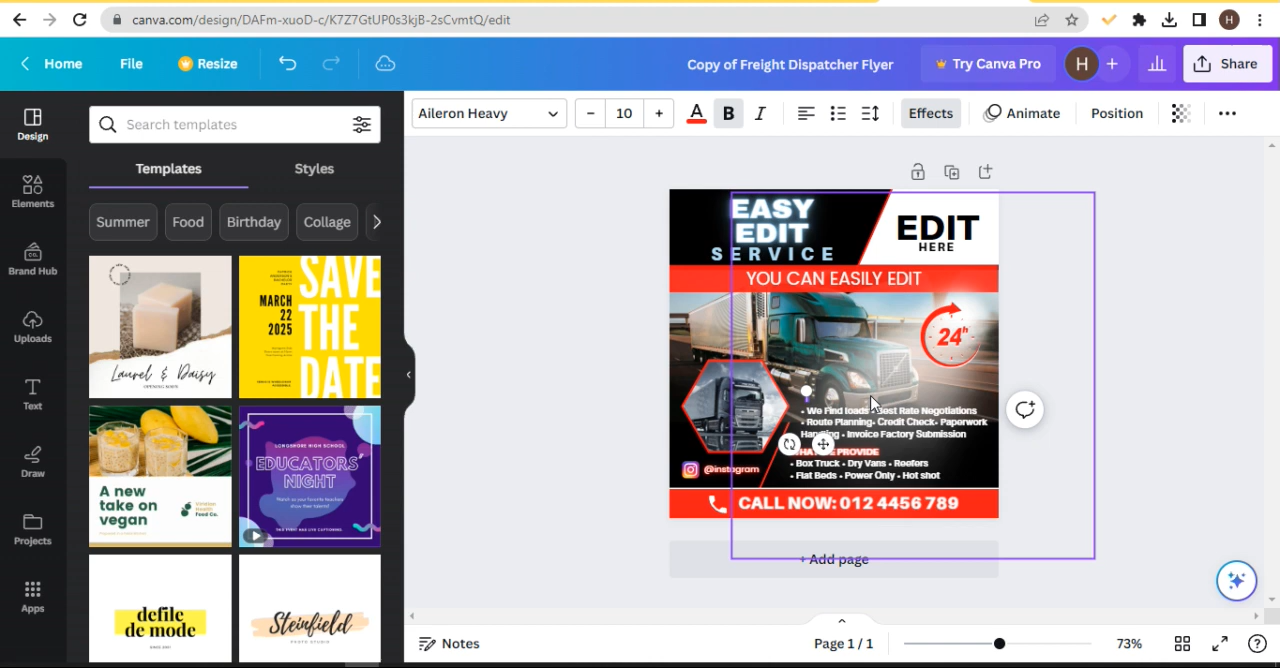 canva.com/design/DAFm-xuoD-c/K7Z7GtUP0s3kjB-2sCvmtQ/edit
H
Home
File
Resize
Copy of Freight Dispatcher Flyer
Try Canva Pro
H
+
Share
Design
Elements
Brand Hub
Uploads
Text
Draw
Projects
Apps
Search templates
Templates
Styles
Summer
Food
Birthday
Collage
Laurel & Daisy
SAVE
THE
DATE
MARCH
22
2025
A new
take on
vegan
LONGSHORE HIGH SCHOOL
EDUCATORS'
NIGHT
defile
de mode
Steinfield
Aileron Heavy
– 10 +
A B I
Effects
Animate
Position
EASY
EDIT
SERVICE
EDIT
HERE
YOU CAN EASILY EDIT
24h
• We Find loads • Best Rate Negotiations
• Route Planning• Credit Check• Paperwork
• Invoice Factory Submission
PROVIDE
• Box Truck • Dry Vans • Reefers
• Flat Beds • Power Only • Hot shot
@instagram
CALL NOW: 012 4456 789
+ Add page
Notes
Page 1 / 1
73%